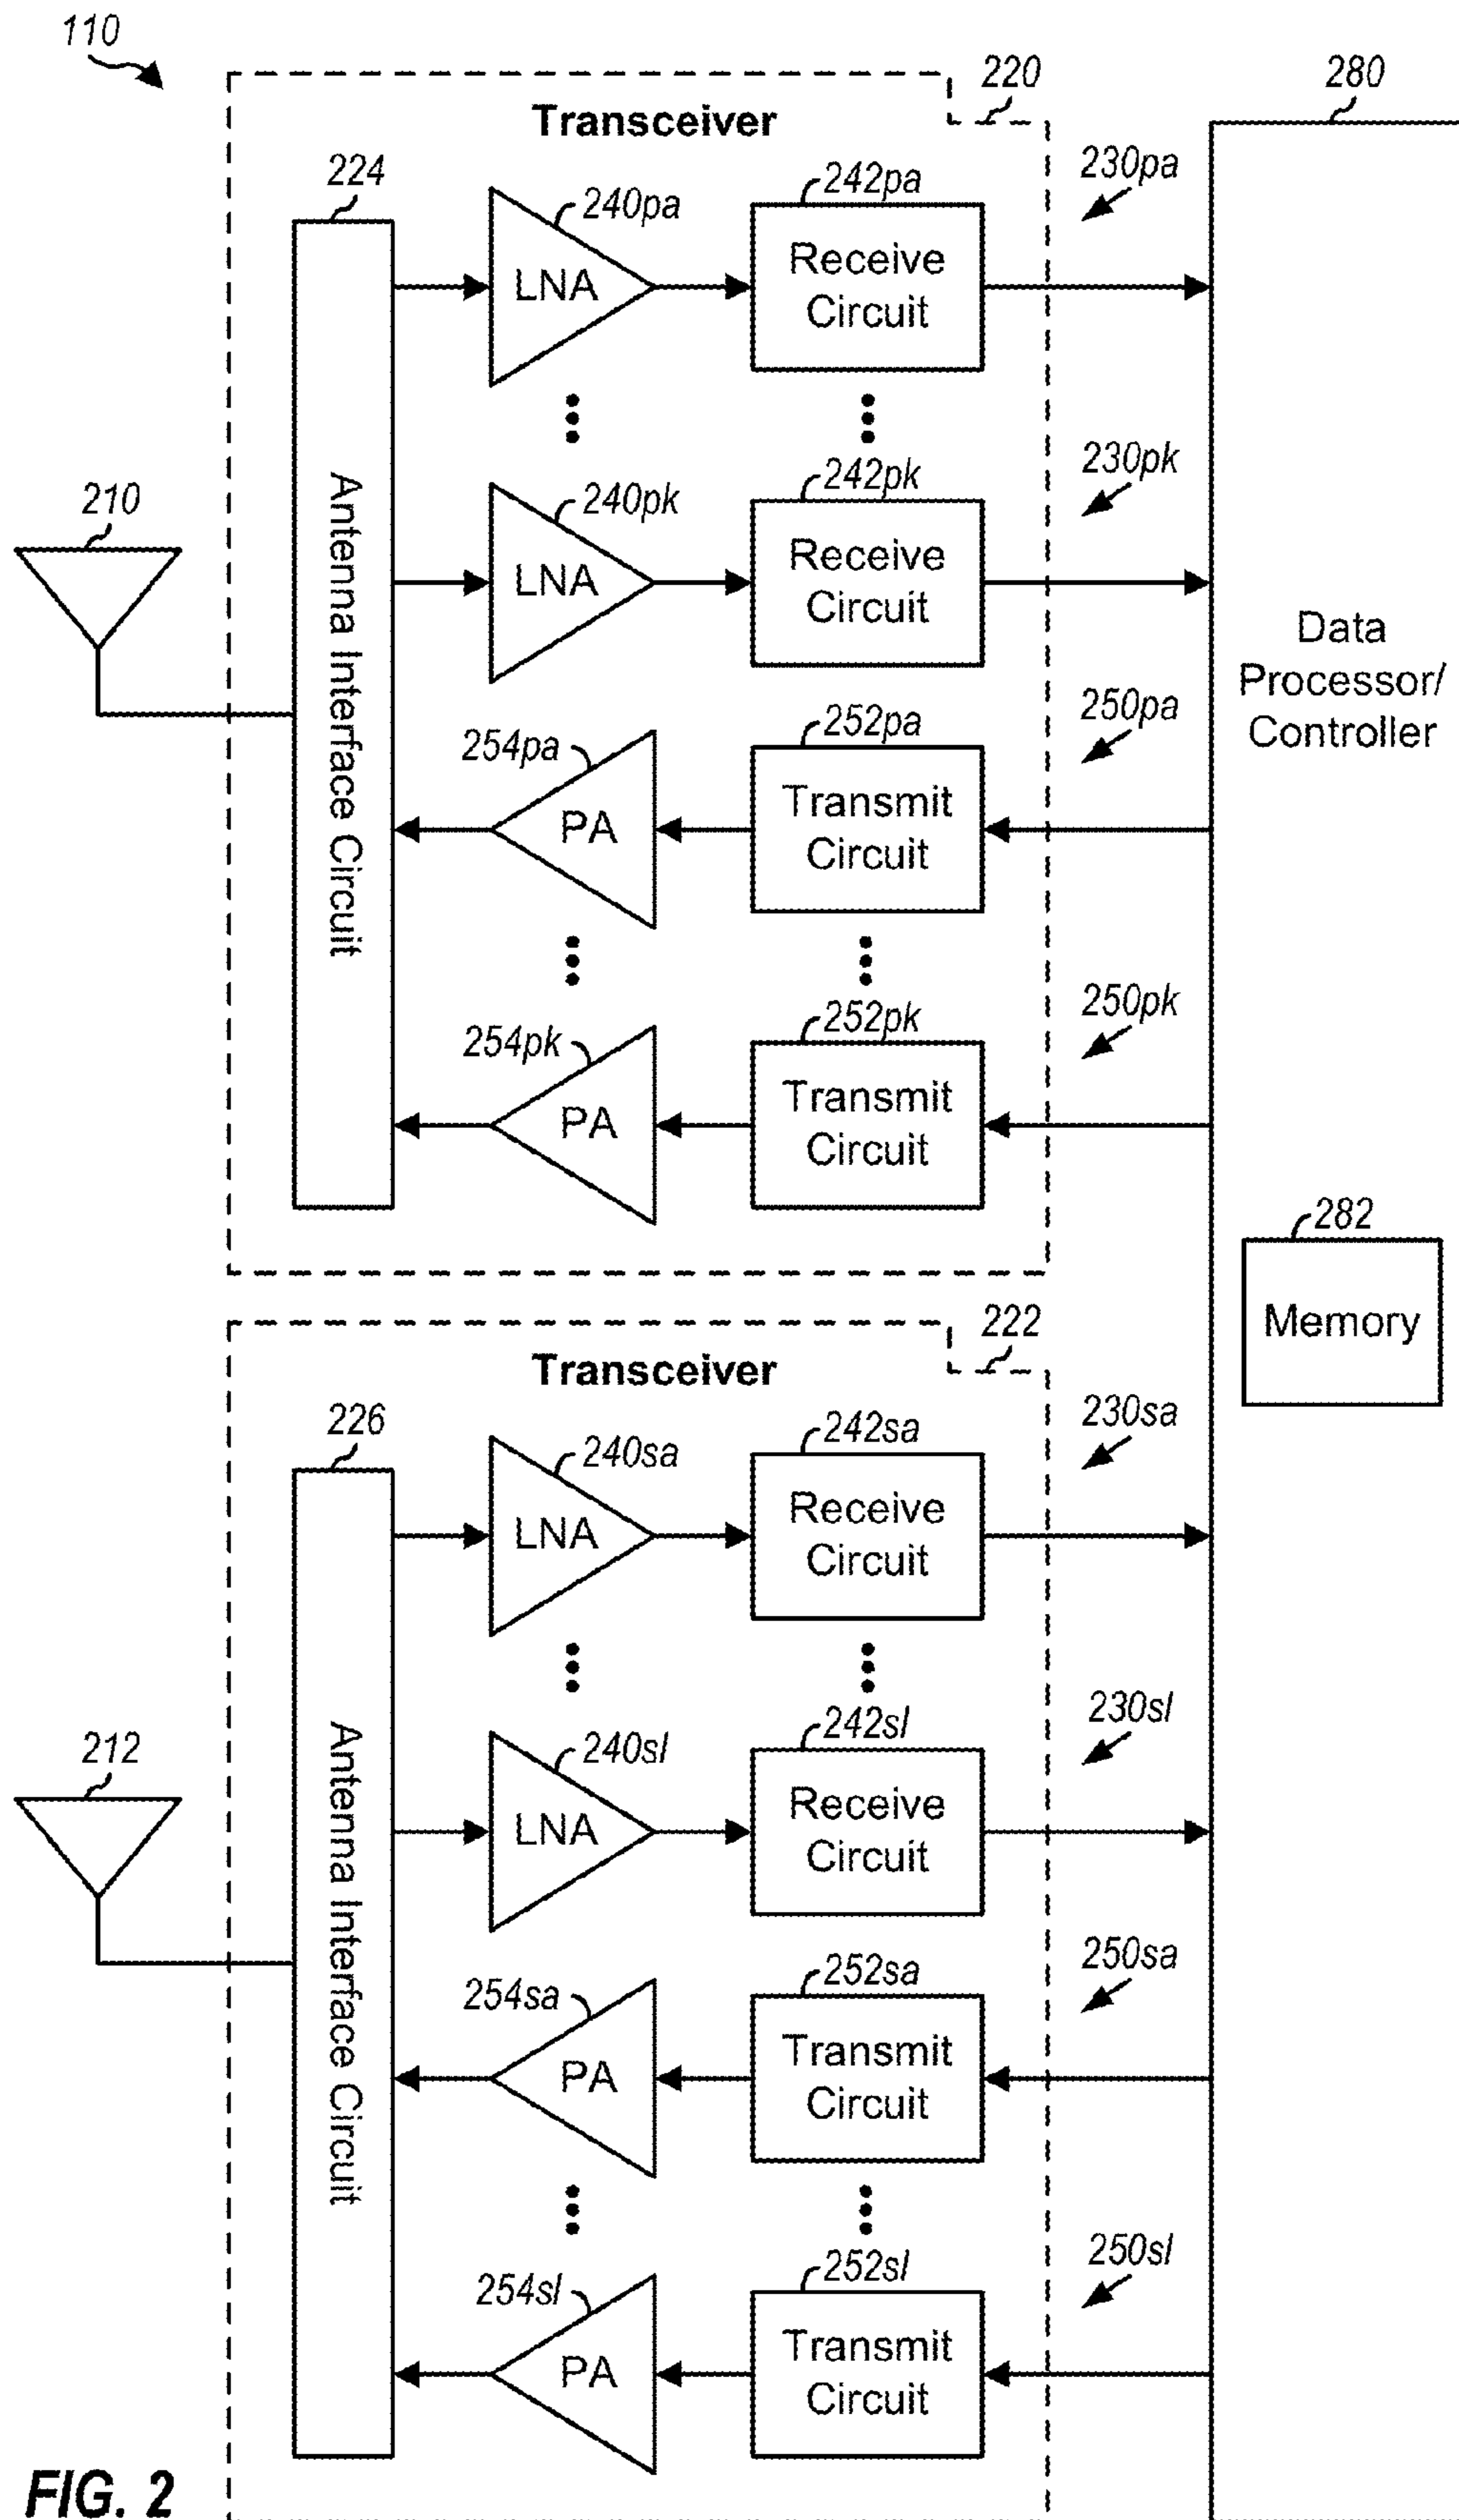 110
220
280
Transceiver
224
240pa
242pa
230pa
LNA
Receive
Circuit
210
Antenna Interface Circuit
240pk
242pk
230pk
LNA
Receive
Circuit
Data
Processor/
Controller
254pa
252pa
250pa
PA
Transmit
Circuit
254pk
252pk
250pk
PA
Transmit
Circuit
282
Memory
222
Transceiver
226
240sa
242sa
230sa
LNA
Receive
Circuit
212
Antenna Interface Circuit
240sl
242sl
230sl
LNA
Receive
Circuit
254sa
252sa
250sa
PA
Transmit
Circuit
254sl
252sl
250sl
PA
Transmit
Circuit
FIG. 2